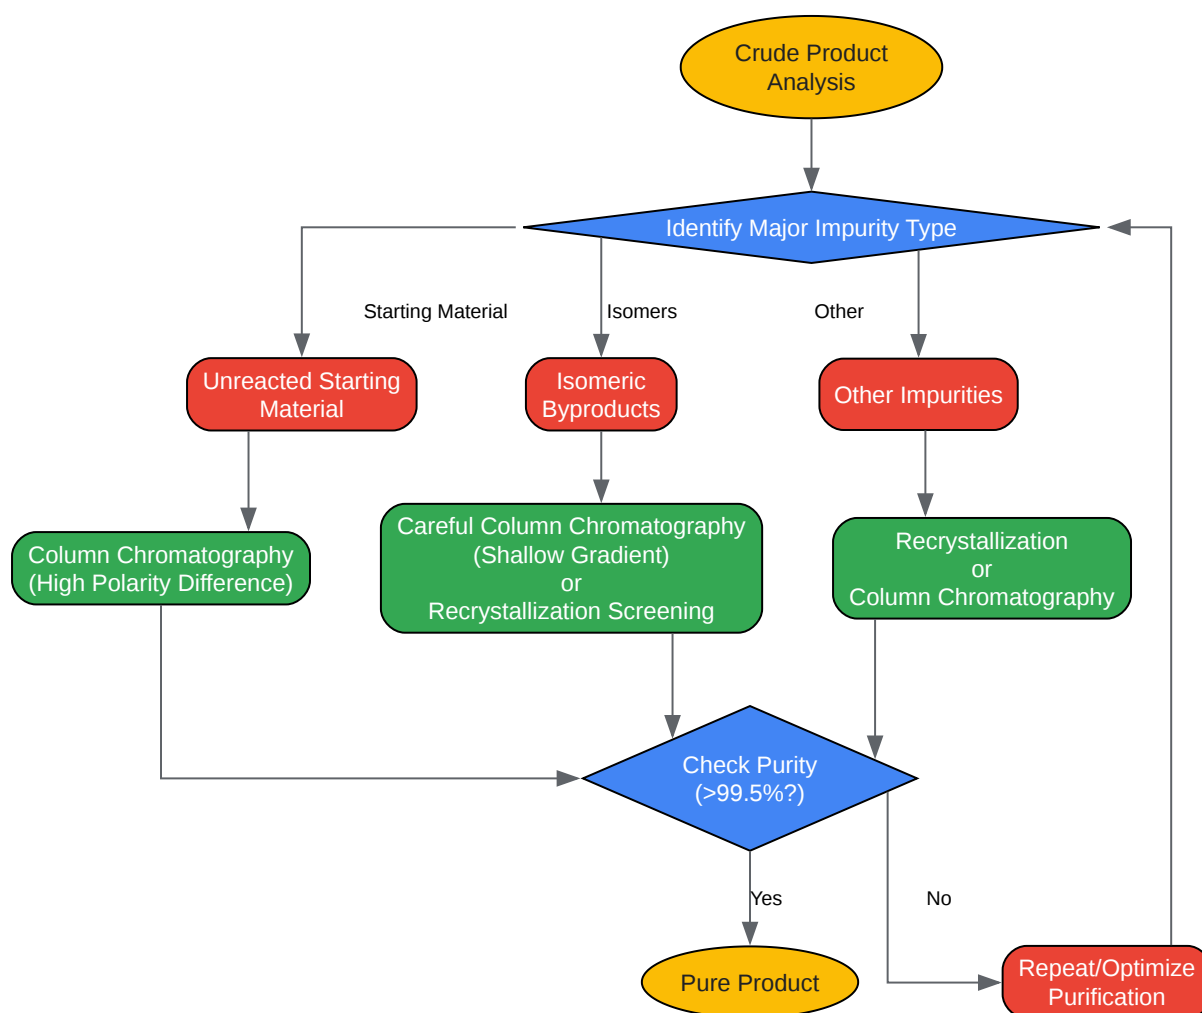 Crude Product
Analysis
Identify Major Impurity Type
Starting Material
Isomers
Other
Unreacted Starting
Material
Isomeric
Byproducts
Other Impurities
Column Chromatography
(High Polarity Difference)
Careful Column Chromatography
(Shallow Gradient)
or
Recrystallization Screening
Recrystallization
or
Column Chromatography
Check Purity
(>99.5%?)
Yes
No
Pure Product
Repeat/Optimize
Purification